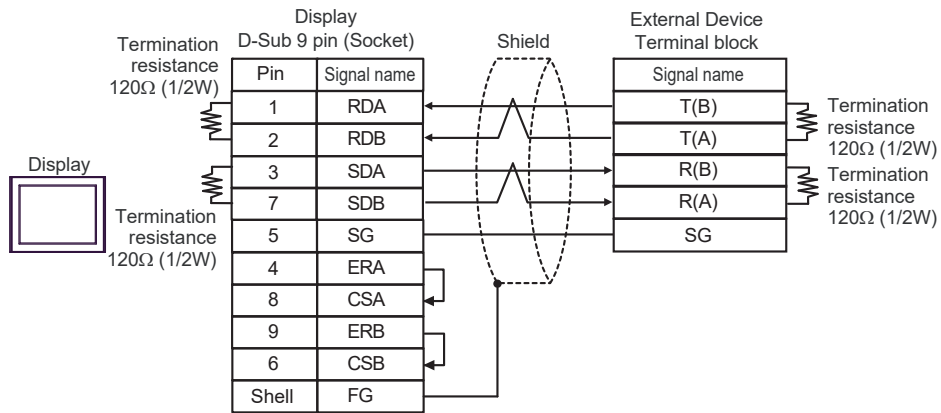 Display
D-Sub 9 pin (Socket)
Shield
External Device
Terminal block
Termination
resistance
120Ω (1/2W)
Pin Signal name
Signal name
1 RDA
T(B)
2 RDB
T(A)
3 SDA
R(B)
7 SDB
R(A)
5 SG
SG
4 ERA
8 CSA
9 ERB
6 CSB
Shell FG
Termination
resistance
120Ω (1/2W)
Termination
resistance
120Ω (1/2W)
Display
Termination
resistance
120Ω (1/2W)